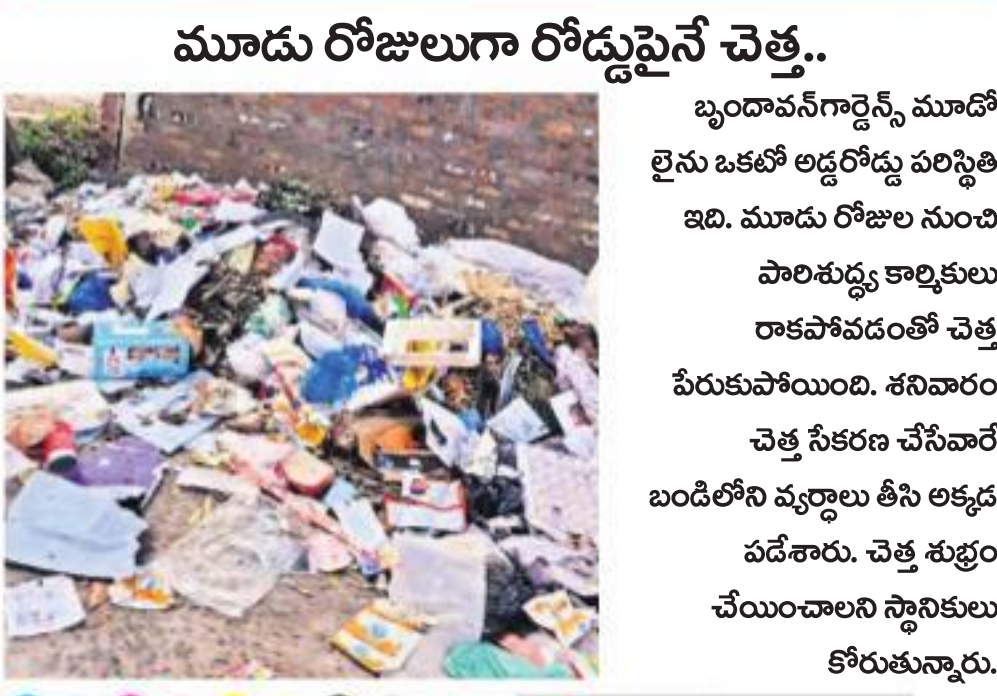 మూడు రోజులుగా రోడ్డుపైనే చెత్త..
బృందావన్‌గార్డెన్స్ మూడో
లైను ఒకటో అడ్డరోడ్డు పరిస్థితి
ఇది. మూడు రోజుల నుంచి
పారిశుద్ధ్య కార్మికులు
రాకపోవడంతో చెత్త
పేరుకుపోయింది. శనివారం
చెత్త సేకరణ చేసేవారే
బండిలోని వ్యర్థాలు తీసి అక్కడ
పడేశారు. చెత్త శుభ్రం
చేయించాలని స్థానికులు
కోరుతున్నారు.